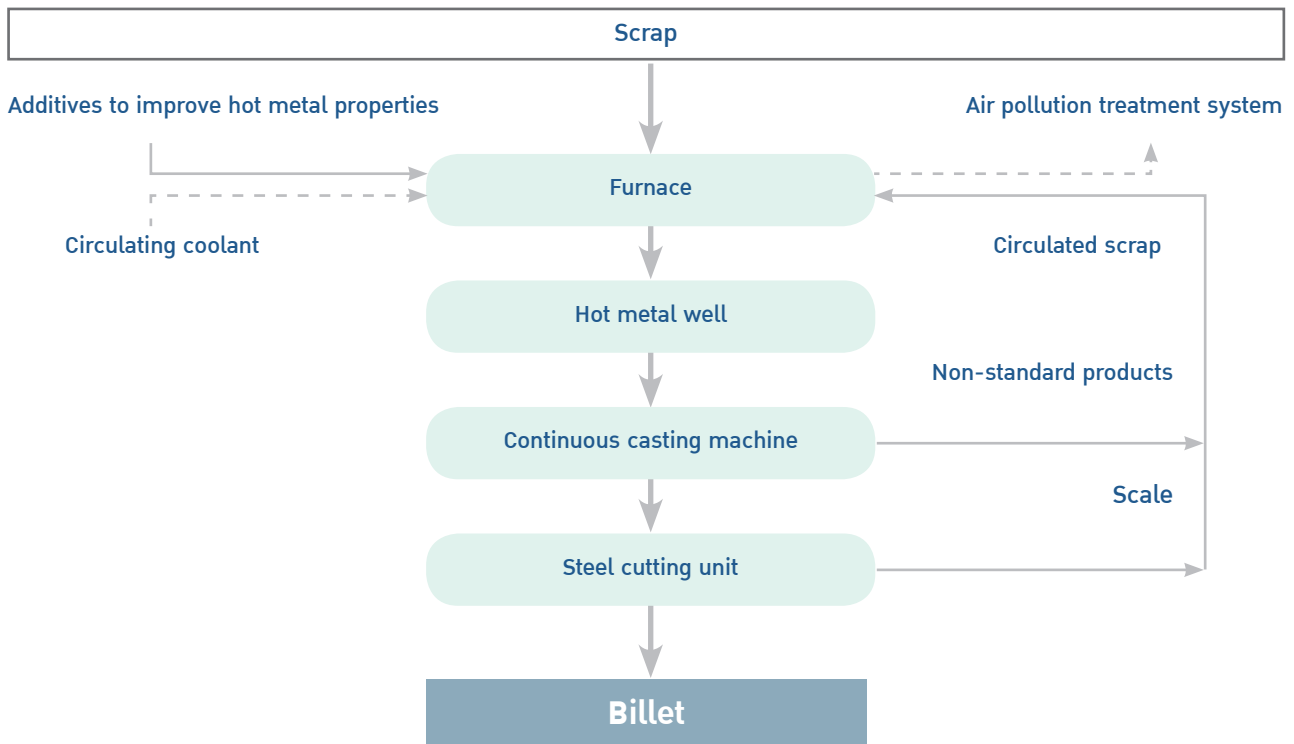 Scrap
Additives to improve hot metal properties
Air pollution treatment system
Furnace
Circulating coolant
Circulated scrap
Hot metal well
Non-standard products
Continuous casting machine
Scale
Steel cutting unit
Billet